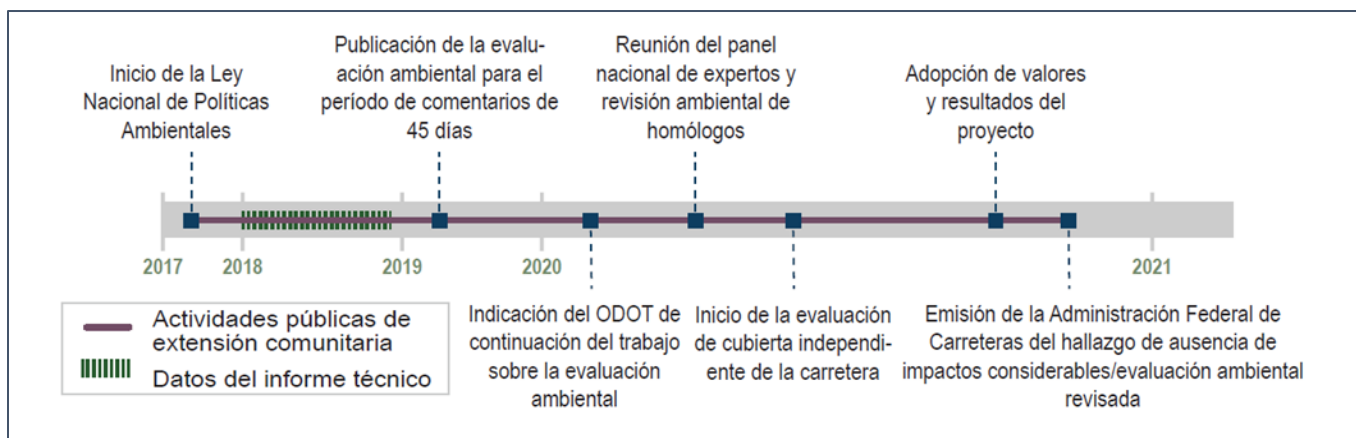 Inicio de la Ley
Nacional de Políticas
Ambientales
Publicación de la evalu-
ación ambiental para el
período de comentarios de
45 días
Reunión del panel
nacional de expertos y
revisión ambiental de
homólogos
Adopción de valores
y resultados del
proyecto
2017
2018
2019
2020
2021
Actividades públicas de
extensión comunitaria
Datos del informe técnico
Indicación del ODOT de
continuación del trabajo
sobre la evaluación
ambiental
Inicio de la evaluación
de cubierta independi-
ente de la carretera
Emisión de la Administración Federal de
Carreteras del hallazgo de ausencia de
impactos considerables/evaluación ambiental
revisada